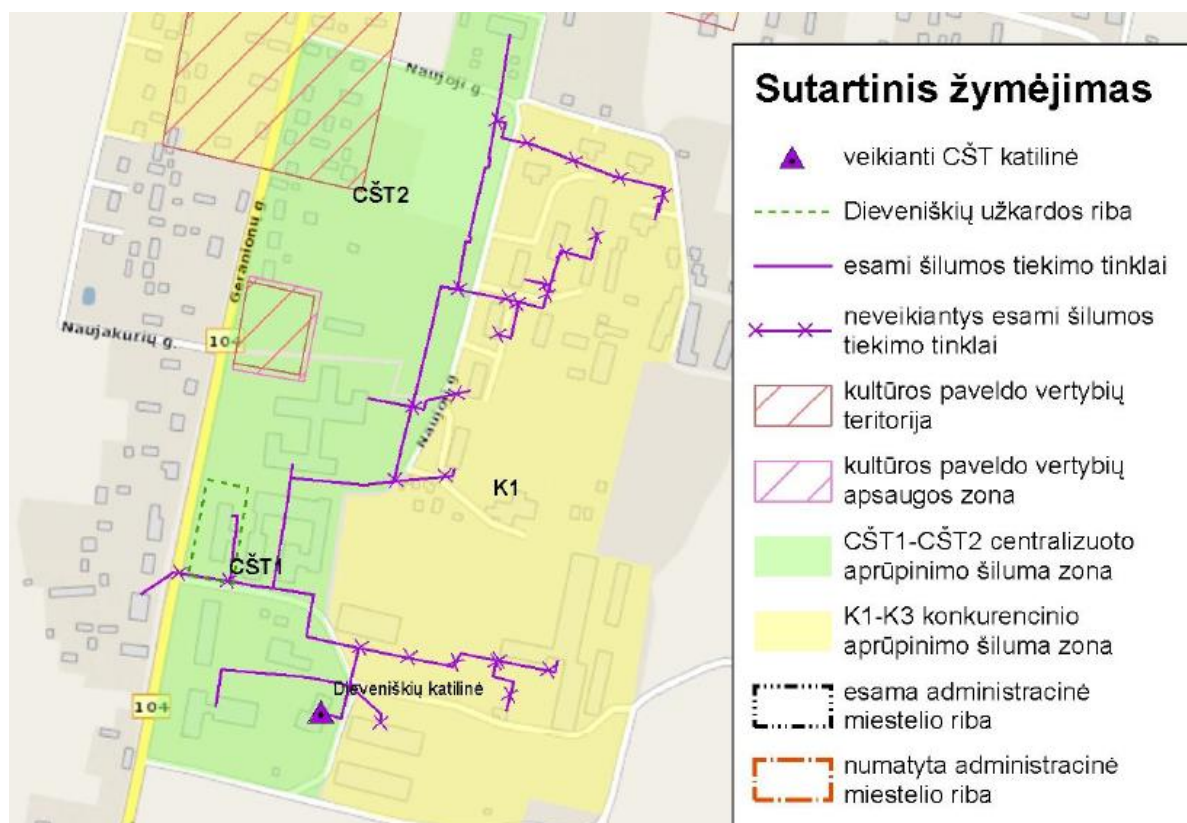 Naujoji g.
CŠT2
Geranionų g.
104
Naujakurių g.
Naujoji g.
K1
CŠT1
Dieveniškių katilinė
104
Sutartinis žymėjimas
veikianti CŠT katilinė
Dieveniškių užkardos riba
esami šilumos tiekimo tinklai
neveikiantys esami šilumos
tiekimo tinklai
kultūros paveldo vertybių
teritorija
kultūros paveldo vertybių
apsaugos zona
CŠT1-CŠT2 centralizuoto
aprūpinimo šiluma zona
K1-K3 konkurencinio
aprūpinimo šiluma zona
esama administracinė
miestelio riba
numatyta administracinė
miestelio riba